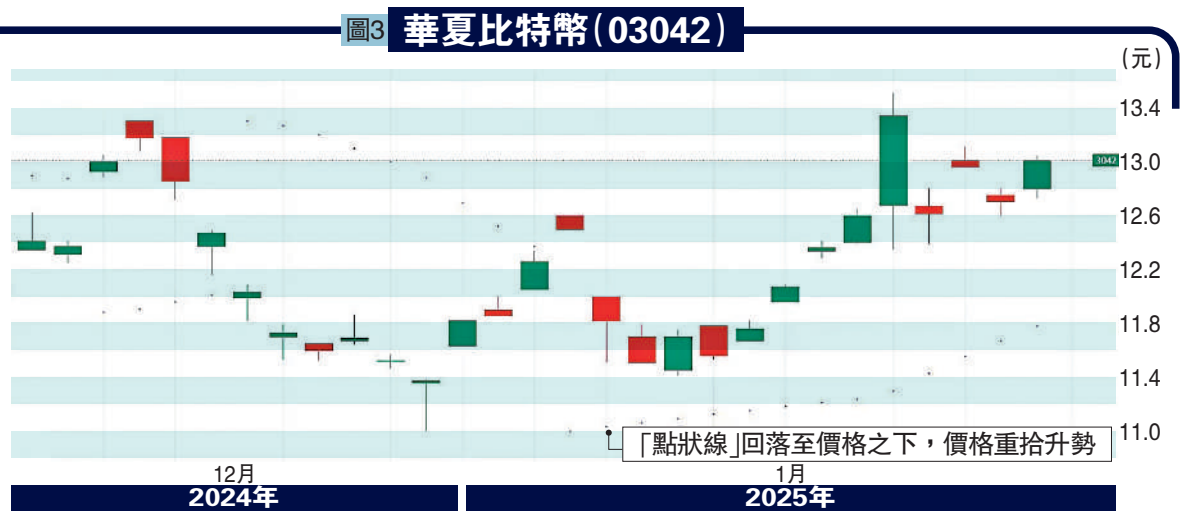 圖3 華夏比特幣(03042)
(元)
13.4
3042 13.0
12.6
12.2
11.8
11.4
11.0
「點狀線」回落至價格之下，價格重拾升勢
12月 1月
2024年 2025年